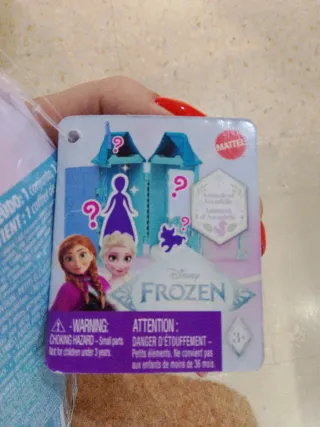 ?
MATTEL
?
?
?
Disney
FROZEN
- WARNING:
CHOKING HAZARD – Small parts
Not for children under 3 years.
ATTENTION :
DANGER D'ÉTOUFFEMENT –
Petits éléments. Ne convient pas
aux enfants de moins de 36 mois.
3+